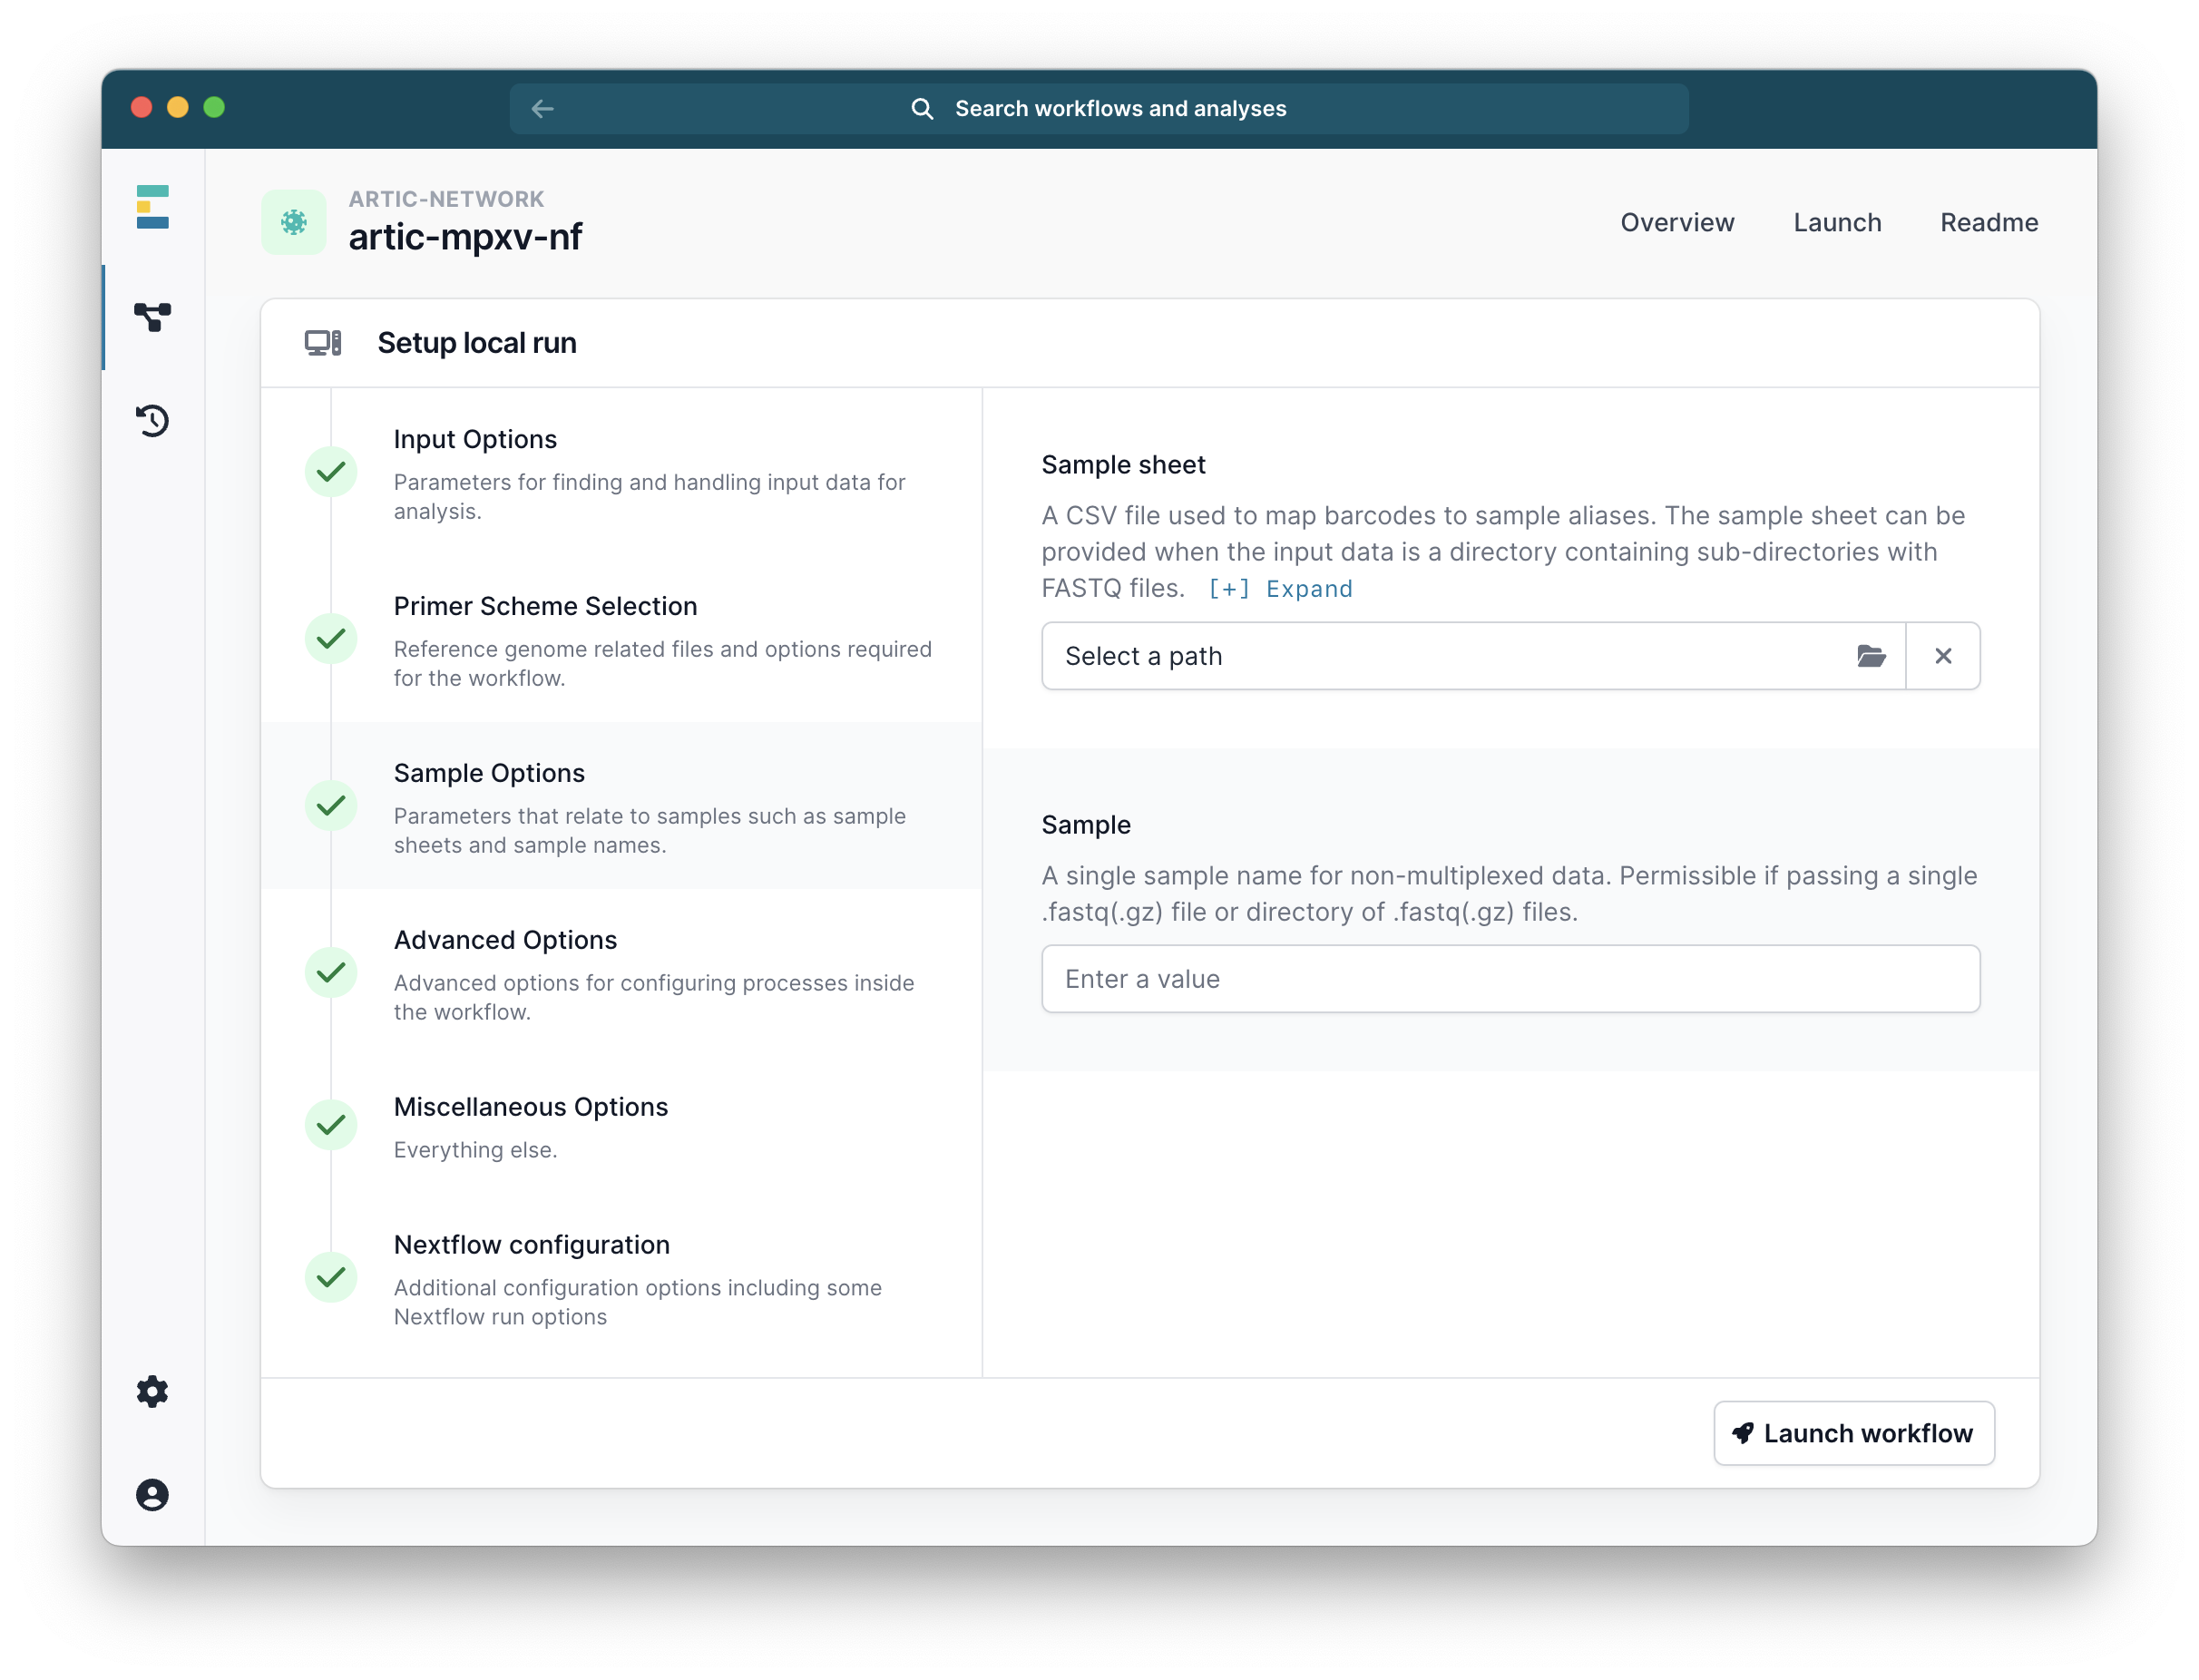 Search workflows and analyses
ARTIC-NETWORK
artic-mpxv-nf
Overview
Launch
Readme
Setup local run
Input Options
Parameters for finding and handling input data for
analysis.
Primer Scheme Selection
Reference genome related files and options required
for the workflow.
Sample Options
Parameters that relate to samples such as sample
sheets and sample names.
Advanced Options
Advanced options for configuring processes inside
the workflow.
Miscellaneous Options
Everything else.
Nextflow configuration
Additional configuration options including some
Nextflow run options
Sample sheet
A CSV file used to map barcodes to sample aliases. The sample sheet can be
provided when the input data is a directory containing sub-directories with
FASTQ files. [+] Expand
Select a path
Sample
A single sample name for non-multiplexed data. Permissible if passing a single
.fastq(.gz) file or directory of .fastq(.gz) files.
Enter a value
Launch workflow